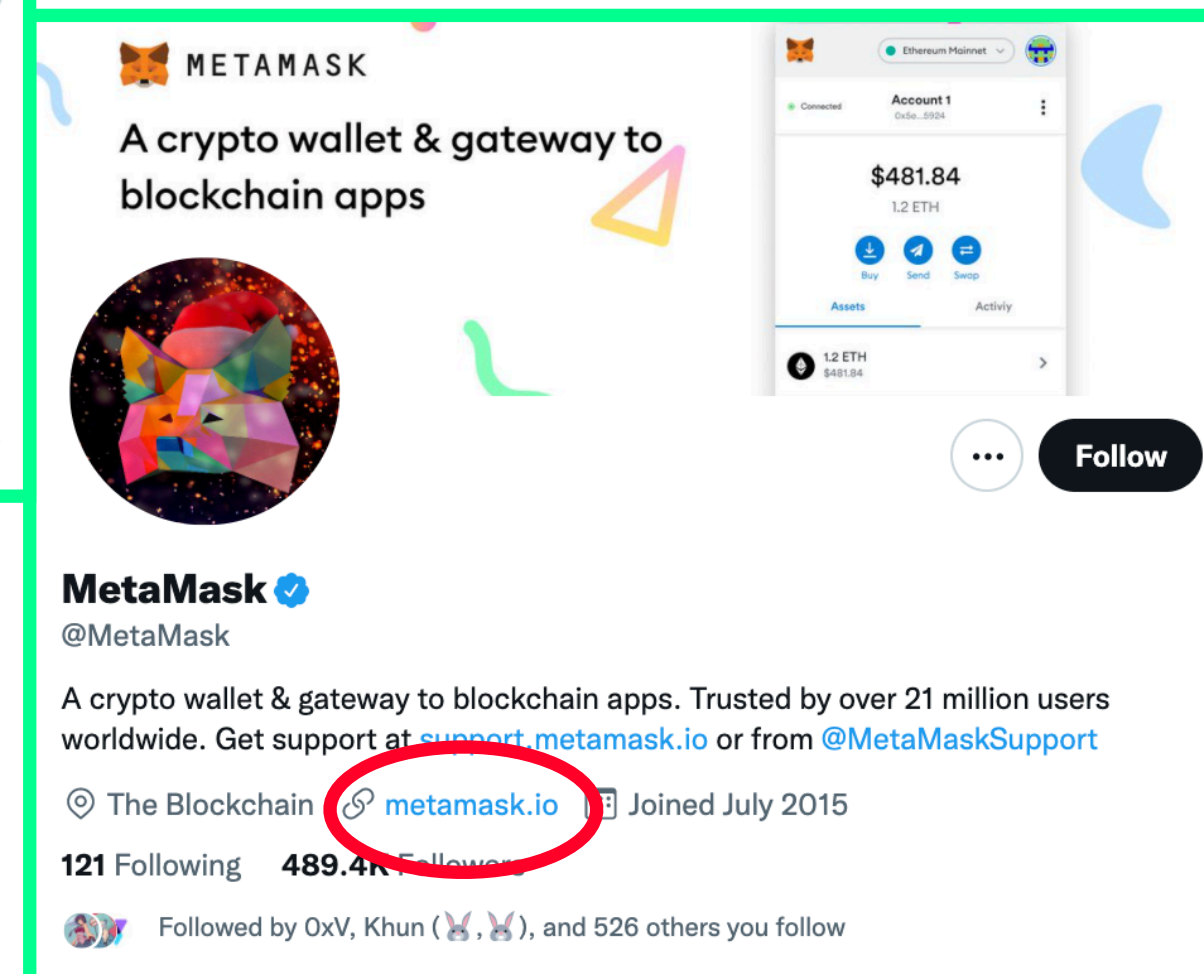 METAMASK
A crypto wallet & gateway to
blockchain apps
Ethereum Mainnet
Connected
Account 1
0x5e...5924
$481.84
1.2 ETH
Buy Send Swap
Assets Activiy
1.2 ETH
$481.84
Follow
MetaMask
@MetaMask
A crypto wallet & gateway to blockchain apps. Trusted by over 21 million users
worldwide. Get support at support.metamask.io or from @MetaMaskSupport
The Blockchain metamask.io Joined July 2015
121 Following 489.4K Followers
Followed by 0xV, Khun (🐰,🐰), and 526 others you follow